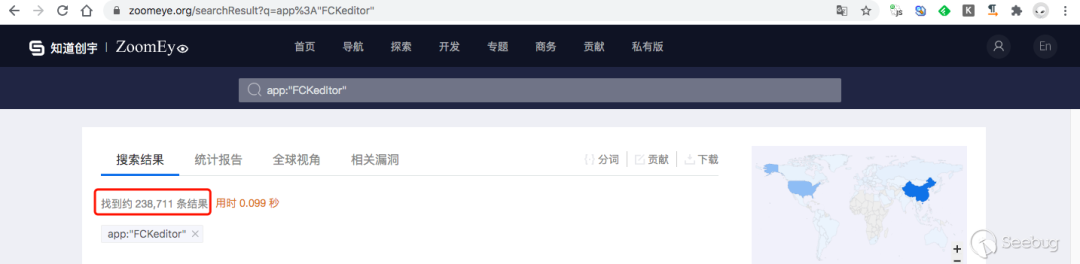 zoomeye.org/searchResult?q=app%3A"FCKeditor"
知道创宇 | ZoomEye 首页 导航 探索 开发 专题 商务 贡献 私有版 En
app:"FCKeditor"
搜索结果 统计报告 全球视角 相关漏洞 分词 贡献 下载
找到约 238,711 条结果 用时 0.099 秒
app:"FCKeditor" ×
+
−
Seebug